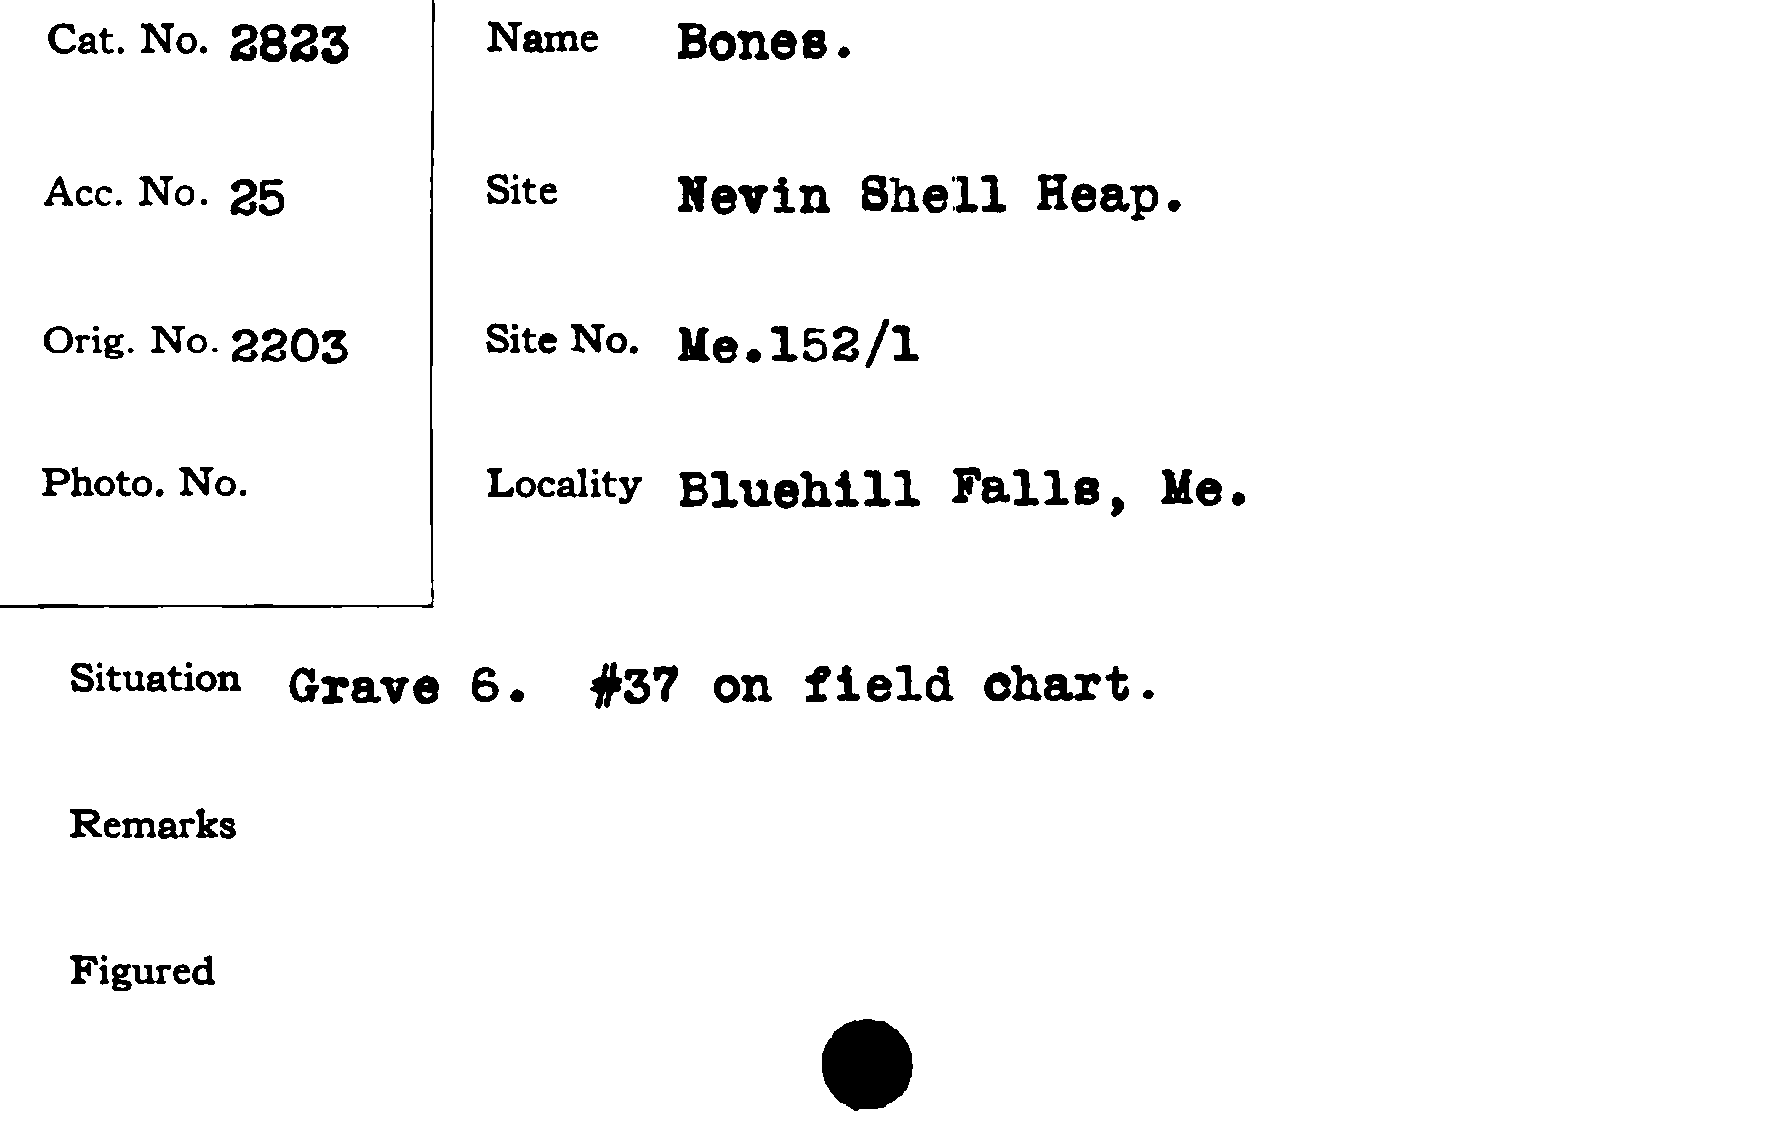 Cat. No. 2823
Name Bones.
Acc. No. 25
Site Nevin Shell Heap.
Orig. No. 2203
Site No. Me.152/1
Photo. No.
Locality Bluehill Falls, Me.
Situation Grave 6. #37 on field chart.
Remarks
Figured